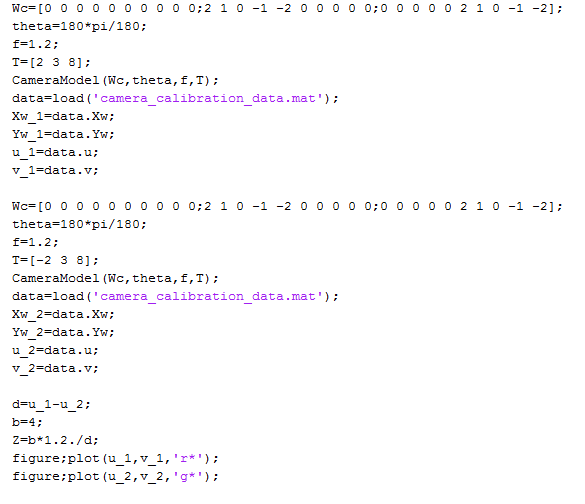 Wc=[0 0 0 0 0 0 0 0 0 0;2 1 0 -1 -2 0 0 0 0 0;0 0 0 0 0 2 1 0 -1 -2];
theta=180*pi/180;
f=1.2;
T=[2 3 8];
CameraModel(Wc,theta,f,T);
data=load('camera_calibration_data.mat');
Xw_1=data.Xw;
Yw_1=data.Yw;
u_1=data.u;
v_1=data.v;
Wc=[0 0 0 0 0 0 0 0 0 0;2 1 0 -1 -2 0 0 0 0 0;0 0 0 0 0 2 1 0 -1 -2];
theta=180*pi/180;
f=1.2;
T=[-2 3 8];
CameraModel(Wc,theta,f,T);
data=load('camera_calibration_data.mat');
Xw_2=data.Xw;
Yw_2=data.Yw;
u_2=data.u;
v_2=data.v;
d=u_1-u_2;
b=4;
Z=b*1.2./d;
figure;plot(u_1,v_1,'r*');
figure;plot(u_2,v_2,'g*');